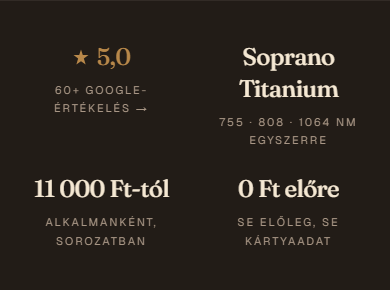 ★ 5,0
60+ GOOGLE-
ÉRTÉKELÉS →
Soprano
Titanium
755 · 808 · 1064 NM
EGYSZERRE
11 000 Ft-tól
ALKALMANKÉNT,
SOROZATBAN
0 Ft előre
SE ELŐLEG, SE
KÁRTYAADAT